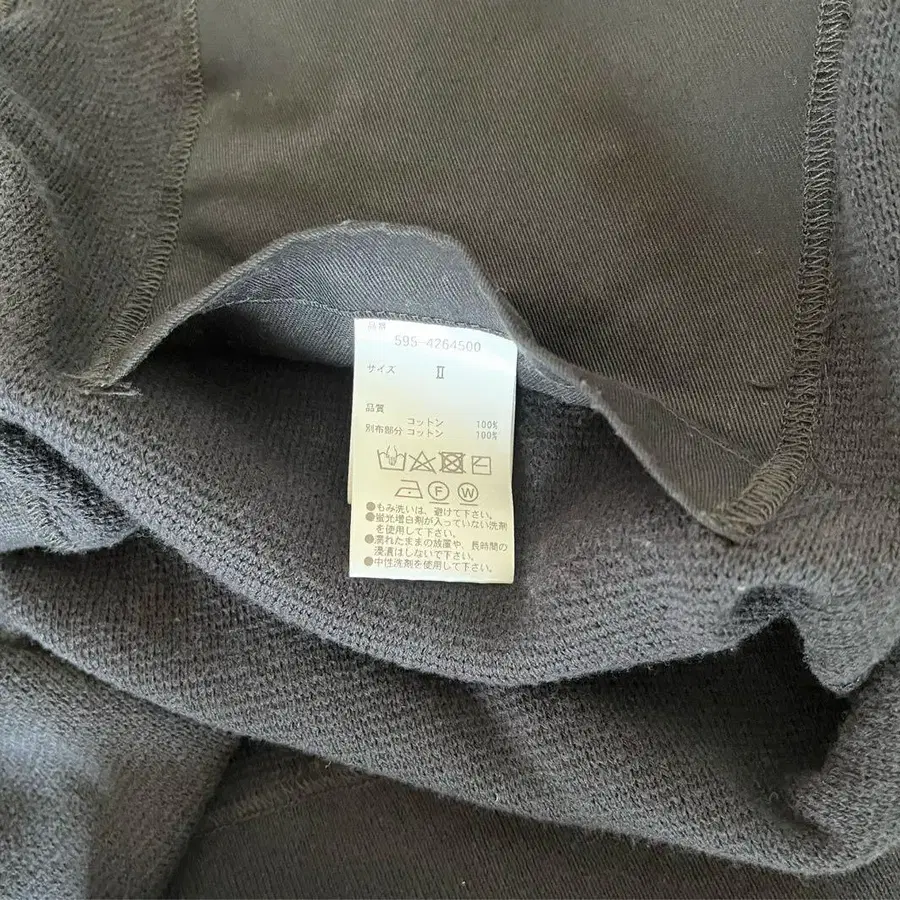 品番
595-4264500
サイズ Ⅱ
品質
コットン 100%
別布部分 コットン 100%
Ⓕ Ⓦ
●もみ洗いは、避けて下さい。
●蛍光増白剤が入っていない洗剤
を使用して下さい。
●濡れたままの放置や、長時間の
浸漬はしないで下さい。
●中性洗剤を使用して下さい。